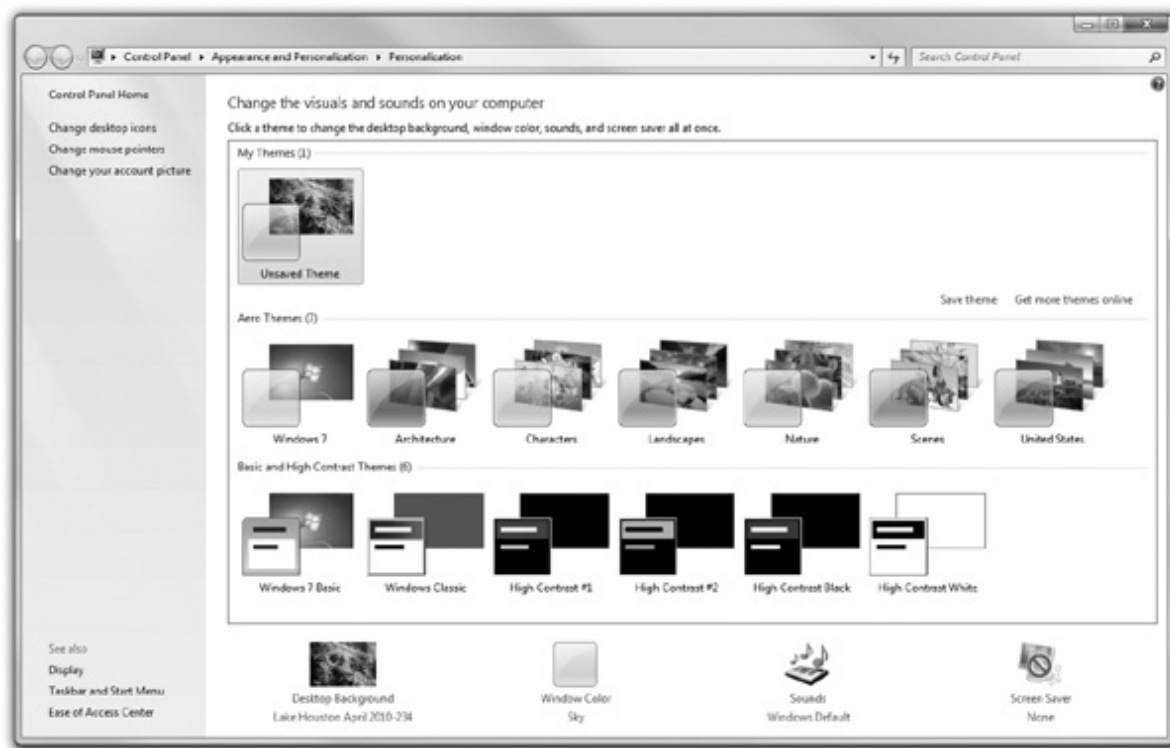 Control Panel ▸ Appearance and Personalization ▸ Personalization
Search Control Panel
Control Panel Home
Change desktop icons
Change mouse pointers
Change your account picture
Change the visuals and sounds on your computer
Click a theme to change the desktop background, window color, sounds, and screen saver all at once.
My Themes (1)
Unsaved Theme
Save theme Get more themes online
Aero Themes (7)
Windows 7 Architecture Characters Landscapes Nature Scenes United States
Basic and High Contrast Themes (6)
Windows 7 Basic Windows Classic High Contrast #1 High Contrast #2 High Contrast Black High Contrast White
See also
Display
Taskbar and Start Menu
Ease of Access Center
Desktop Background Window Color Sounds Screen Saver
Lake Houston April 2010-234 Sky Windows Default None